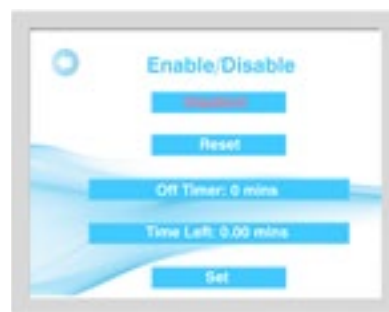 Enable/Disable
Reset
Off Timer: 0 mins
Time Left: 0.00 mins
Set